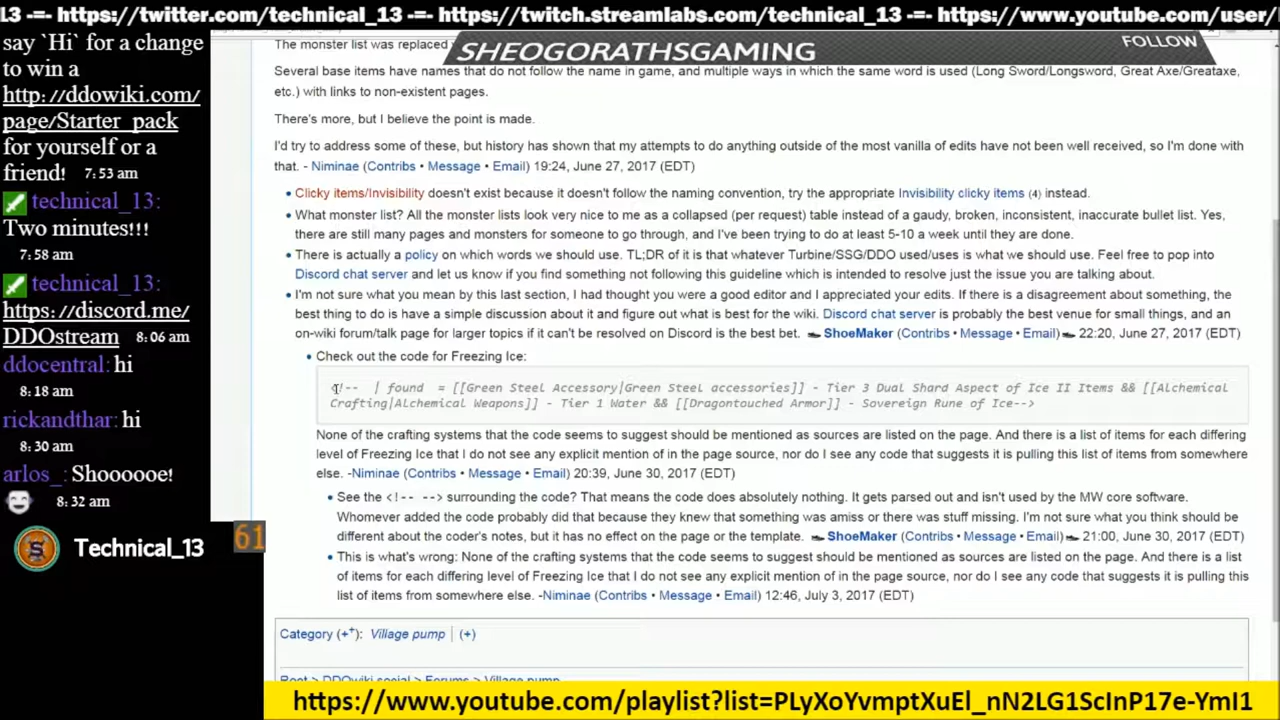 13 -=- https://twitter.com/technical_13 -=- https://twitch.streamlabs.com/technical_13 -=- https://www.youtube.com/user/
say `Hi` for a change
to win a
http://ddowiki.com/
page/Starter_pack
for yourself or a
friend! 7:53 am
technical_13:
Two minutes!!!
7:58 am
technical_13:
https://discord.me/
DDOstream 8:06 am
ddocentral: hi
8:18 am
rickandthar: hi
8:30 am
arlos_: Shoooooe!
8:32 am
Technical_13
61
SHEOGORATHSGAMING
FOLLOW
The monster list was replaced
Several base items have names that do not follow the name in game, and multiple ways in which the same word is used (Long Sword/Longsword, Great Axe/Greataxe,
etc.) with links to non-existent pages.
There's more, but I believe the point is made.
I'd try to address some of these, but history has shown that my attempts to do anything outside of the most vanilla of edits have not been well received, so I'm done with
that. - Niminae (Contribs • Message • Email) 19:24, June 27, 2017 (EDT)
• Clicky items/Invisibility doesn't exist because it doesn't follow the naming convention, try the appropriate Invisibility clicky items (4) instead.
• What monster list? All the monster lists look very nice to me as a collapsed (per request) table instead of a gaudy, broken, inconsistent, inaccurate bullet list. Yes,
there are still many pages and monsters for someone to go through, and I've been trying to do at least 5-10 a week until they are done.
• There is actually a policy on which words we should use. TL;DR of it is that whatever Turbine/SSG/DDO used/uses is what we should use. Feel free to pop into
Discord chat server and let us know if you find something not following this guideline which is intended to resolve just the issue you are talking about.
• I'm not sure what you mean by this last section, I had thought you were a good editor and I appreciated your edits. If there is a disagreement about something, the
best thing to do is have a simple discussion about it and figure out what is best for the wiki. Discord chat server is probably the best venue for small things, and an
on-wiki forum/talk page for larger topics if it can't be resolved on Discord is the best bet. ShoeMaker (Contribs • Message • Email) 22:20, June 27, 2017 (EDT)
• Check out the code for Freezing Ice:
<!-- | found = [[Green Steel Accessory|Green Steel accessories]] - Tier 3 Dual Shard Aspect of Ice II Items && [[Alchemical
Crafting|Alchemical Weapons]] - Tier 1 Water && [[Dragontouched Armor]] - Sovereign Rune of Ice-->
None of the crafting systems that the code seems to suggest should be mentioned as sources are listed on the page. And there is a list of items for each differing
level of Freezing Ice that I do not see any explicit mention of in the page source, nor do I see any code that suggests it is pulling this list of items from somewhere
else. -Niminae (Contribs • Message • Email) 20:39, June 30, 2017 (EDT)
• See the <!-- --> surrounding the code? That means the code does absolutely nothing. It gets parsed out and isn't used by the MW core software.
Whomever added the code probably did that because they knew that something was amiss or there was stuff missing. I'm not sure what you think should be
different about the coder's notes, but it has no effect on the page or the template. ShoeMaker (Contribs • Message • Email) 21:00, June 30, 2017 (EDT)
• This is what's wrong: None of the crafting systems that the code seems to suggest should be mentioned as sources are listed on the page. And there is a list
of items for each differing level of Freezing Ice that I do not see any explicit mention of in the page source, nor do I see any code that suggests it is pulling this
list of items from somewhere else. -Niminae (Contribs • Message • Email) 12:46, July 3, 2017 (EDT)
Category (+⁺): Village pump | (+)
Root > DDOwiki social > Forums > Village pump
https://www.youtube.com/playlist?list=PLyXoYvmptXuEl_nN2LG1ScInP17e-YmI1